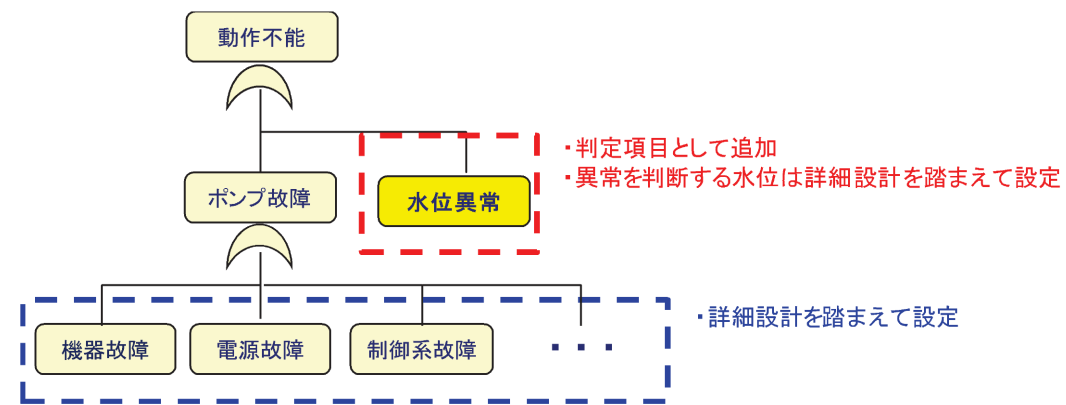 動作不能
・判定項目として追加
・異常を判断する水位は詳細設計を踏まえて設定
ポンプ故障
水位異常
・詳細設計を踏まえて設定
機器故障
電源故障
制御系故障
・・・